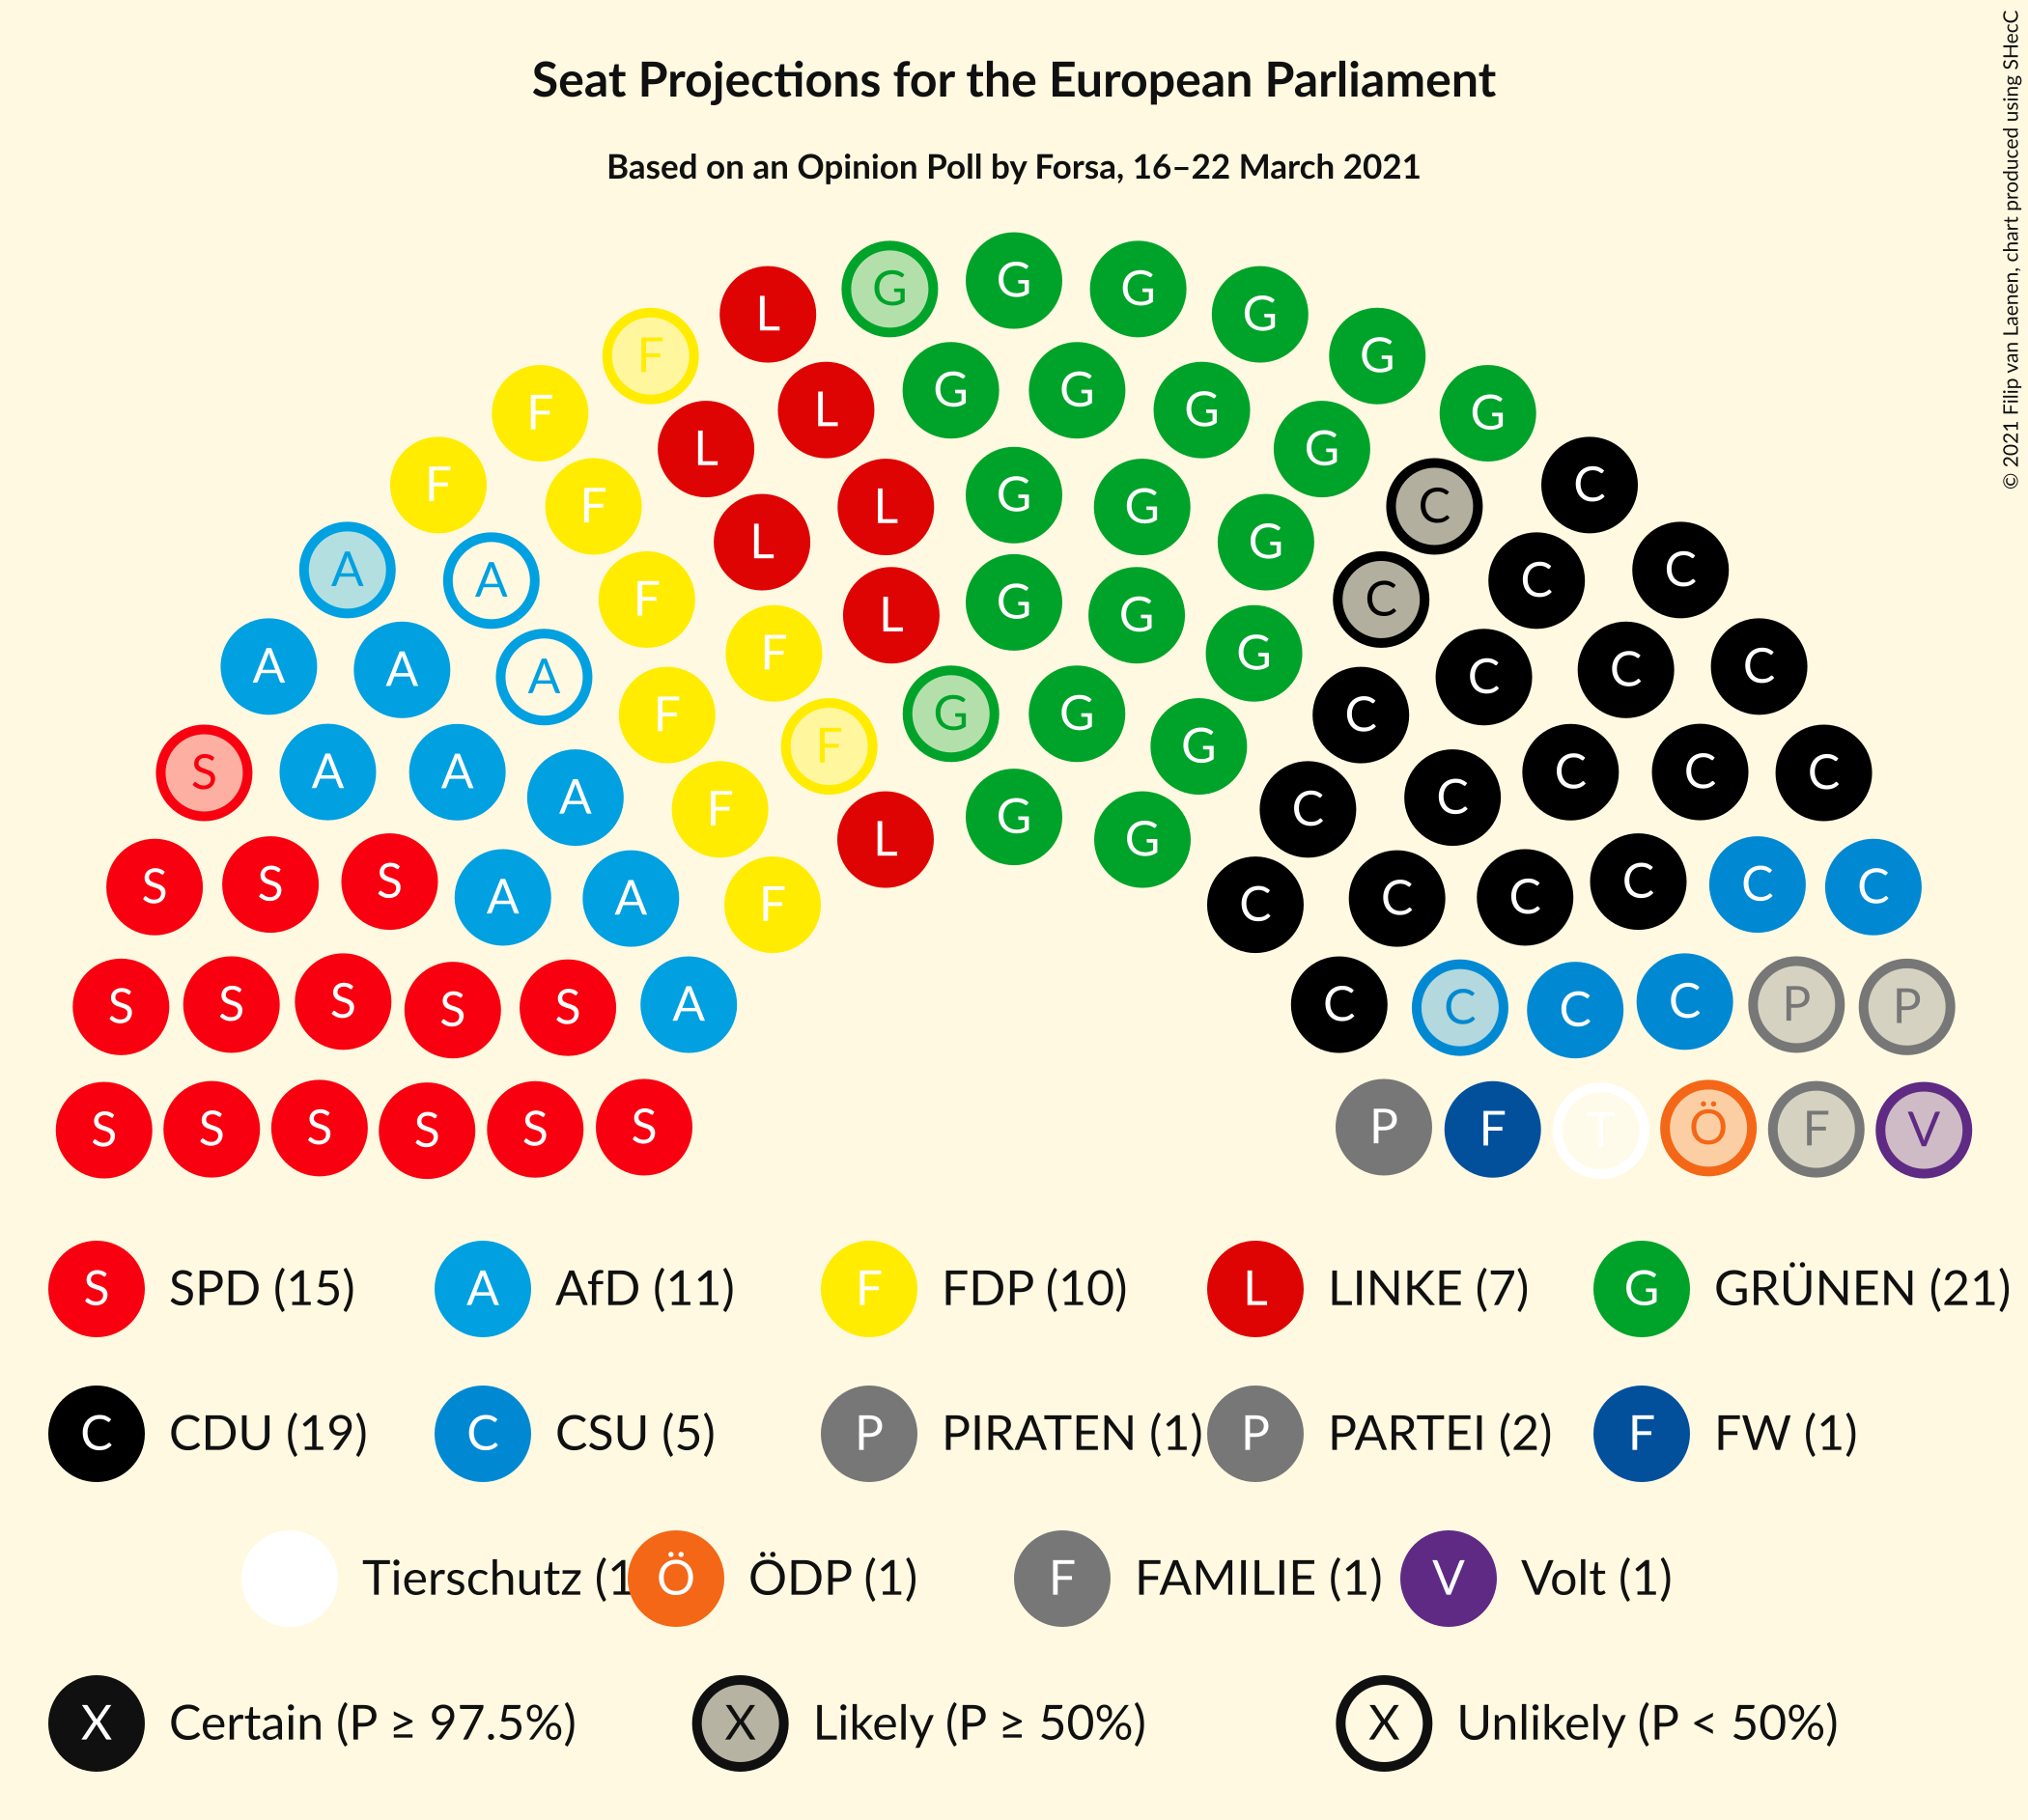 Seat Projections for the European Parliament
Based on an Opinion Poll by Forsa, 16–22 March 2021
© 2021 Filip van Laenen, chart produced using SHecC
G G G
L G
F G
G G
F L G G
L G
F G C
F L G C
L G
A A C C
F G C
L G
F G
A A A C C C
F G G C
F G
S A A C C C
A C
F G C
L G
S S S C C C
A A F C C C
S S S S S A C C C C P P
S S S S S S P F T Ö F V
S SPD (15) A AfD (11) F FDP (10) L LINKE (7) G GRÜNEN (21)
C CDU (19) C CSU (5) P PIRATEN (1) P PARTEI (2) F FW (1)
Tierschutz (1 Ö ÖDP (1) F FAMILIE (1) V Volt (1)
X Certain (P ≥ 97.5%) X Likely (P ≥ 50%) X Unlikely (P < 50%)